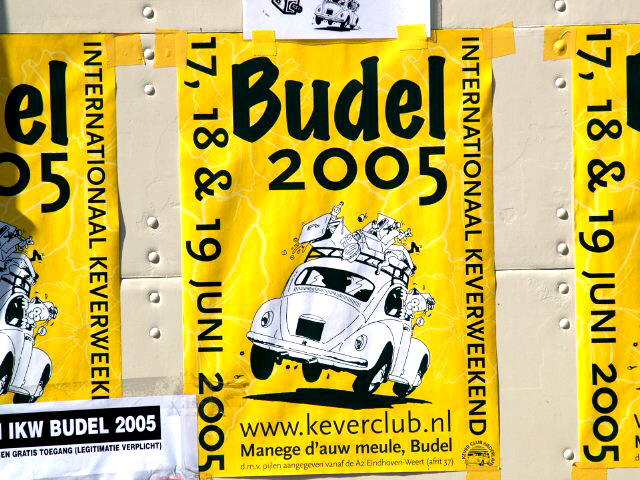 el
05
INTERNATIONAAL KEVERWEEK
IKW BUDEL 2005
EN GRATIS TOEGANG (LEGITIMATIE VERPLICHT)
17, 18 & 19 JUNI 2005
Budel
2005
INTERNATIONAAL KEVERWEEKEND
www.keverclub.nl
Manege d'auw meule, Budel
d.m.v. pijlen aangegeven vanaf de A2 Eindhoven-Weert (afrit 37)
17, 18 & 19 JUNI 2005